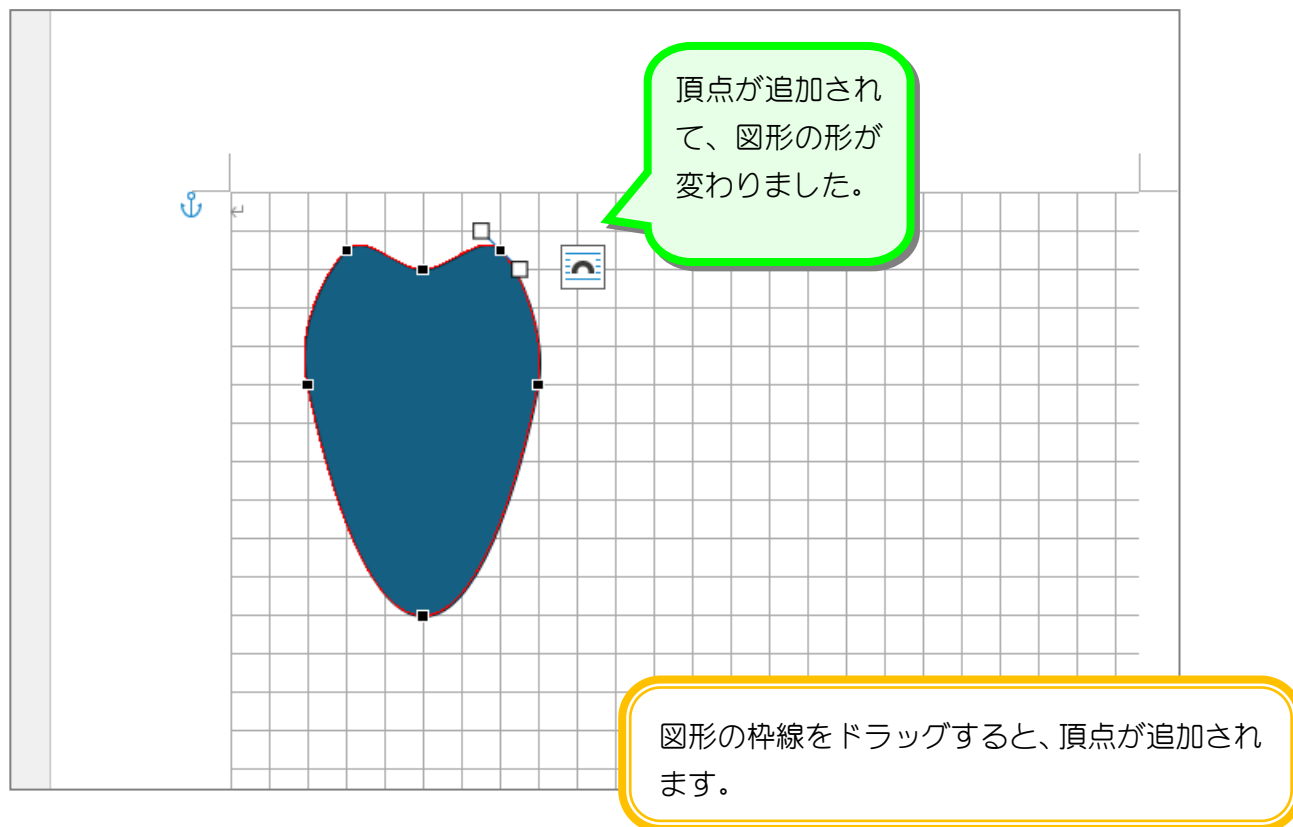 頂点が追加され
て、図形の形が
変わりました。
図形の枠線をドラッグすると、頂点が追加され
ます。